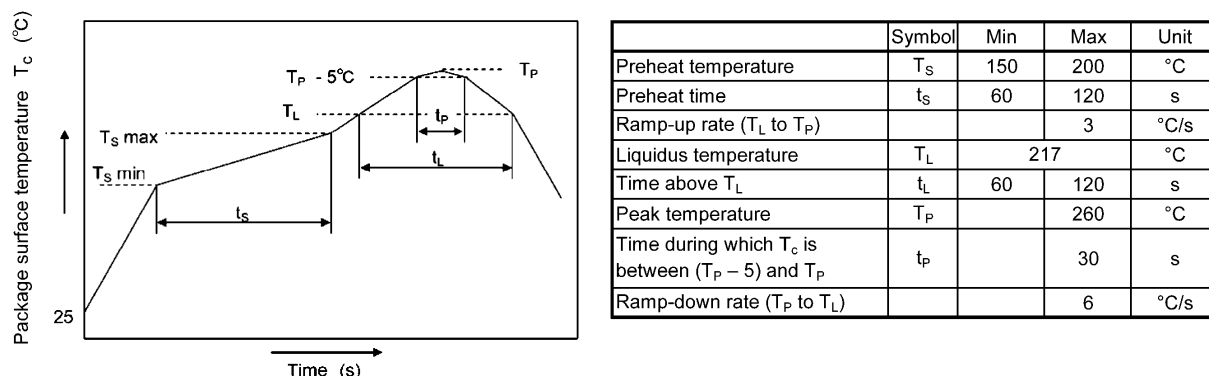 Package surface temperature Tc (°C)
TP - 5℃
TP
TL
tP
TS max
tL
TS min
tS
25
Time (s)
Symbol Min Max Unit
Preheat temperature TS 150 200 °C
Preheat time tS 60 120 s
Ramp-up rate (TL to TP) 3 °C/s
Liquidus temperature TL 217 °C
Time above TL tL 60 120 s
Peak temperature TP 260 °C
Time during which Tc is
between (TP – 5) and TP tP 30 s
Ramp-down rate (TP to TL) 6 °C/s